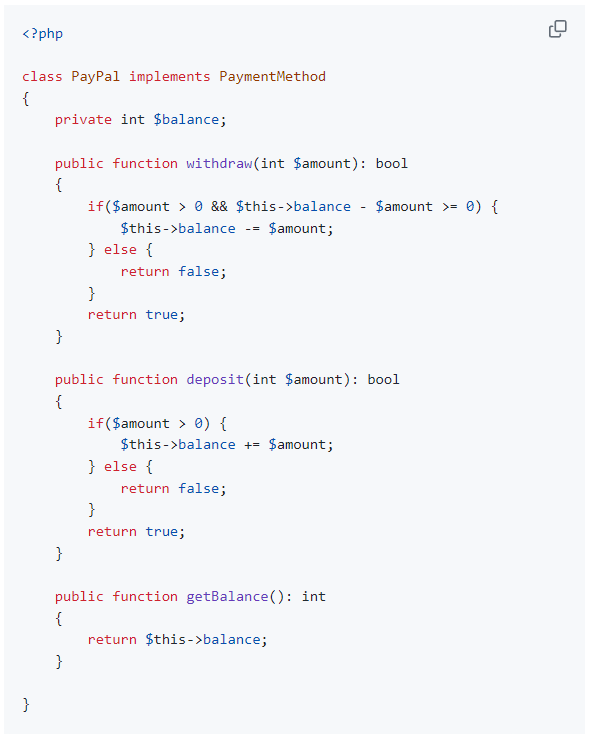 <?php
class PayPal implements PaymentMethod
{
    private int $balance;
    public function withdraw(int $amount): bool
    {
        if($amount > 0 && $this->balance - $amount >= 0) {
            $this->balance -= $amount;
        } else {
            return false;
        }
        return true;
    }
    public function deposit(int $amount): bool
    {
        if($amount > 0) {
            $this->balance += $amount;
        } else {
            return false;
        }
        return true;
    }
    public function getBalance(): int
    {
        return $this->balance;
    }
}